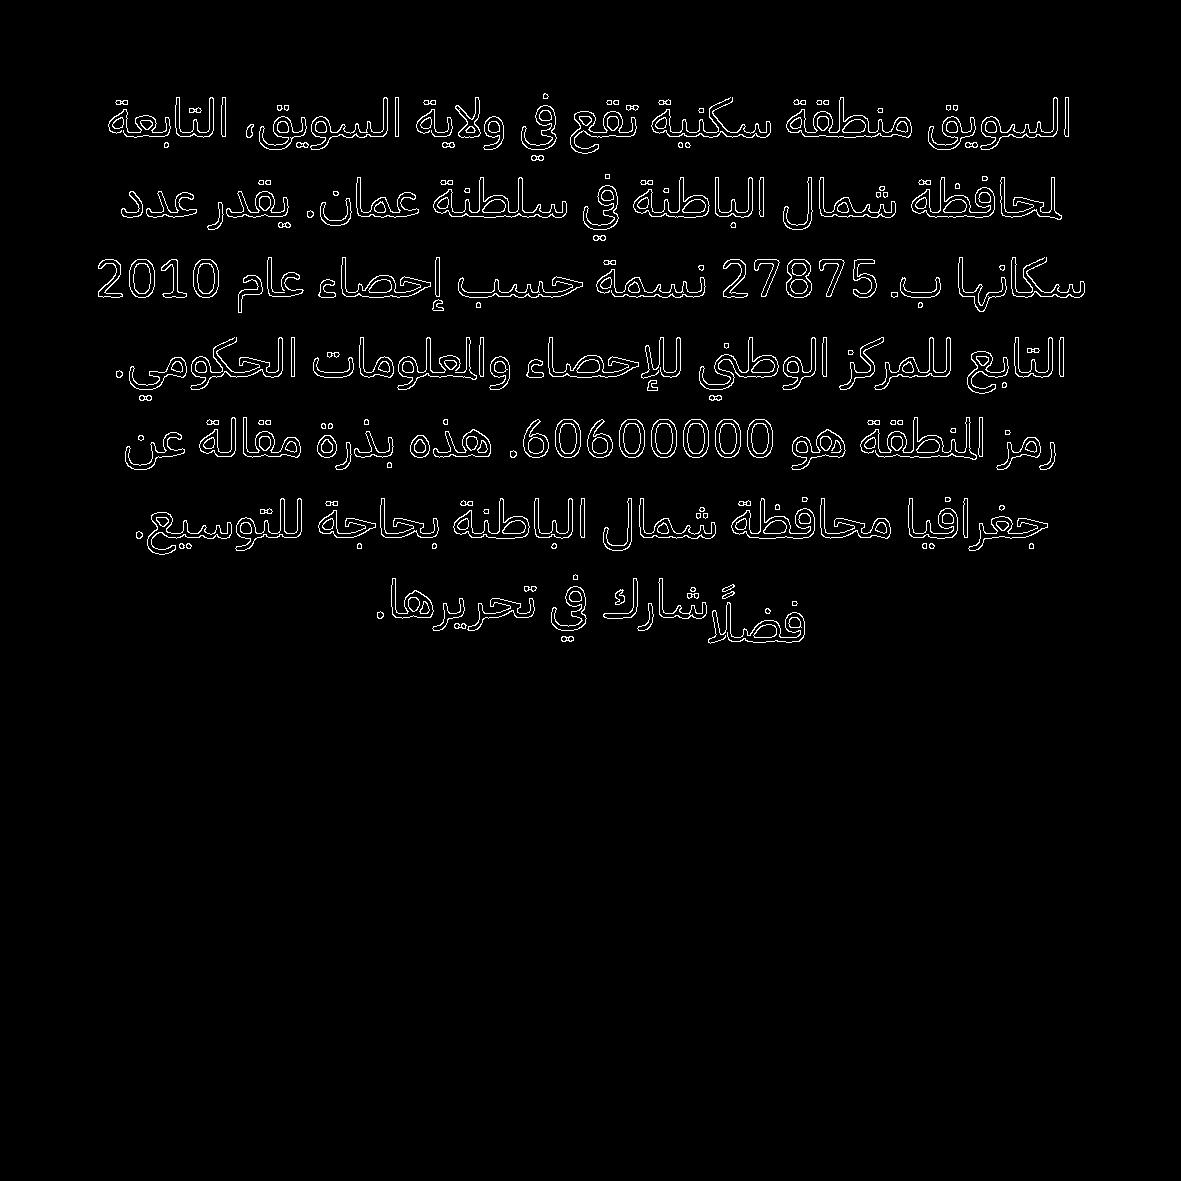 السويق منطقة سكنية تقع في ولاية السويق، التابعة
لمحافظة شمال الباطنة في سلطنة عمان. يقدر عدد
سكانها ب. 27875 نسمة حسب إحصاء عام 2010
التابع للمركز الوطني للإحصاء والمعلومات الحكومي.
رمز المنطقة هو 60600000. هذه بذرة مقالة عن
جغرافيا محافظة شمال الباطنة بحاجة للتوسيع.
فضلًا شارك في تحريرها.